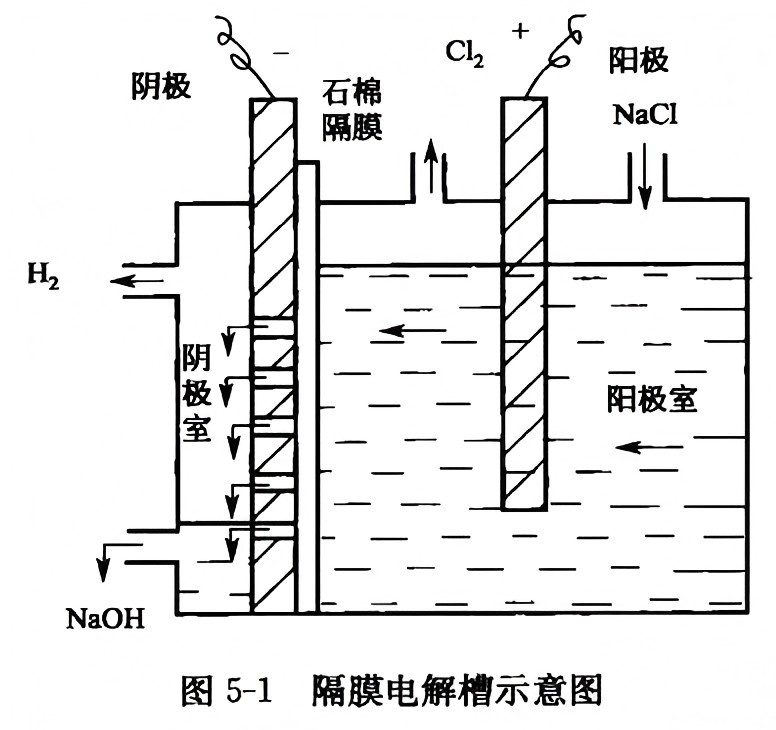 Cl₂
+
−
阴极
石棉
隔膜
阳极
NaCl
H₂
阴
极
室
阳极室
NaOH
图 5-1 隔膜电解槽示意图